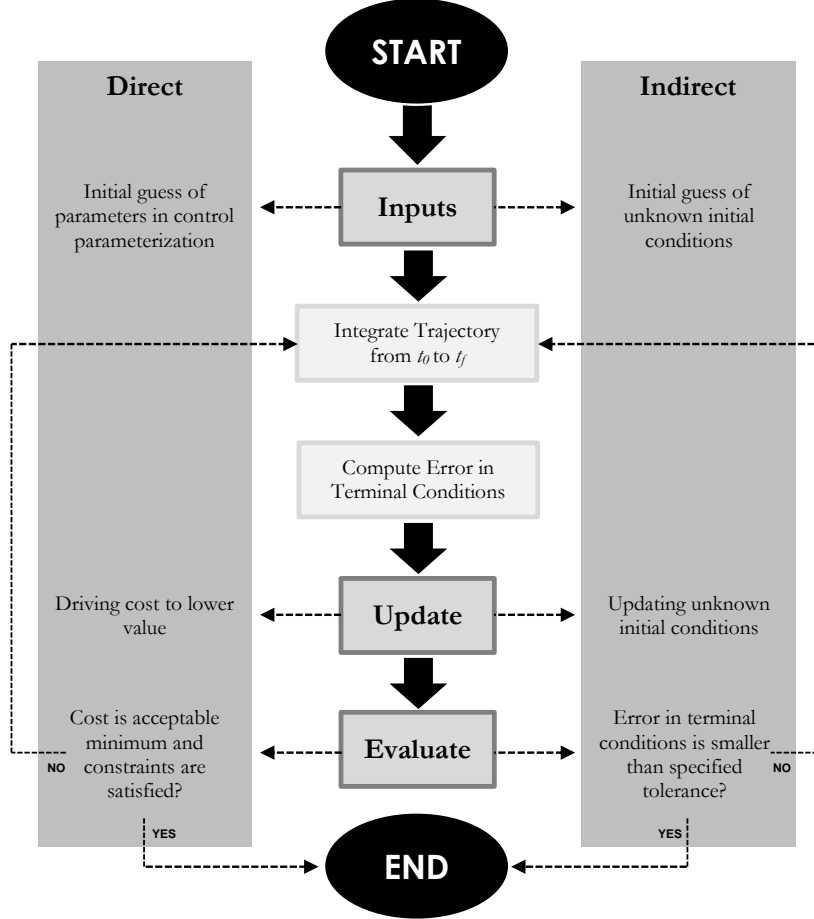 START
Direct
Indirect
Initial guess of
parameters in control
parameterization
Inputs
Initial guess of
unknown initial
conditions
Integrate Trajectory
from t0 to tf
Compute Error in
Terminal Conditions
Driving cost to lower
value
Update
Updating unknown
initial conditions
Cost is acceptable
minimum and
constraints are
satisfied?
NO
YES
Evaluate
Error in terminal
conditions is smaller
than specified
tolerance?
NO
YES
END